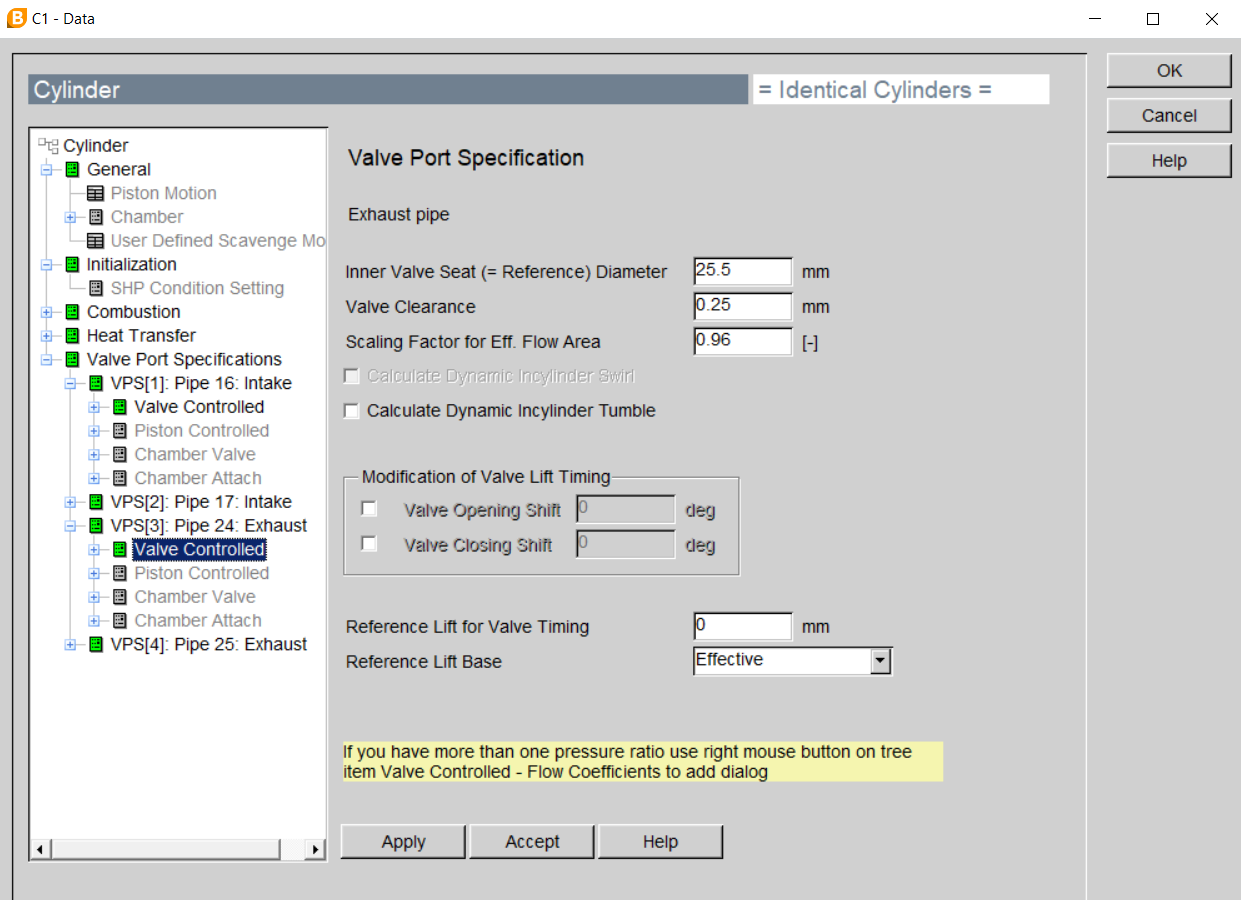 C1 - Data
OK
Cylinder
= Identical Cylinders =
Cancel
Help
Cylinder
General
Piston Motion
Chamber
User Defined Scavenge Mo
Initialization
SHP Condition Setting
Combustion
Heat Transfer
Valve Port Specifications
VPS[1]: Pipe 16: Intake
Valve Controlled
Piston Controlled
Chamber Valve
Chamber Attach
VPS[2]: Pipe 17: Intake
VPS[3]: Pipe 24: Exhaust
Valve Controlled
Piston Controlled
Chamber Valve
Chamber Attach
VPS[4]: Pipe 25: Exhaust
Valve Port Specification
Exhaust pipe
Inner Valve Seat (= Reference) Diameter 25.5 mm
Valve Clearance 0.25 mm
Scaling Factor for Eff. Flow Area 0.96 [-]
Calculate Dynamic Incylinder Swirl
Calculate Dynamic Incylinder Tumble
Modification of Valve Lift Timing
Valve Opening Shift 0 deg
Valve Closing Shift 0 deg
Reference Lift for Valve Timing 0 mm
Reference Lift Base Effective
If you have more than one pressure ratio use right mouse button on tree
item Valve Controlled - Flow Coefficients to add dialog
Apply Accept Help